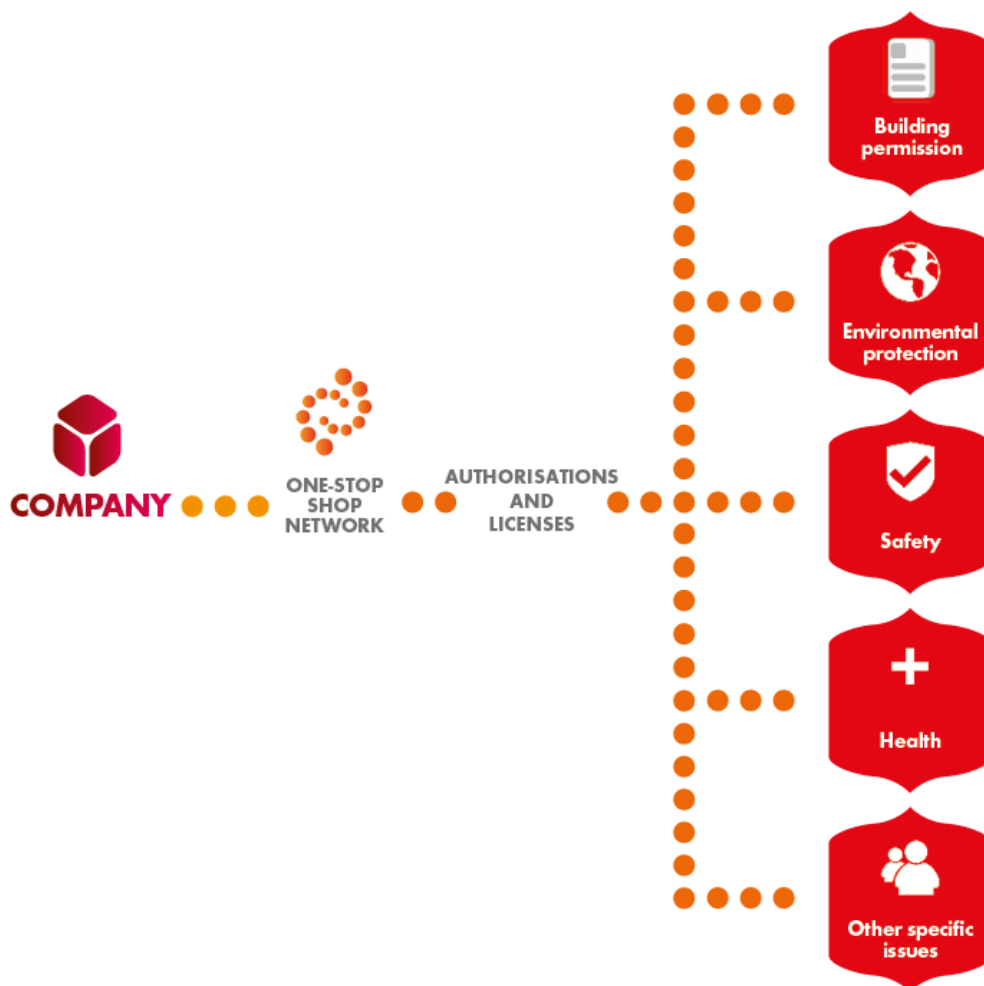 COMPANY
ONE-STOP
SHOP
NETWORK
AUTHORISATIONS
AND
LICENSES
Building
permission
Environmental
protection
Safety
Health
Other specific
issues